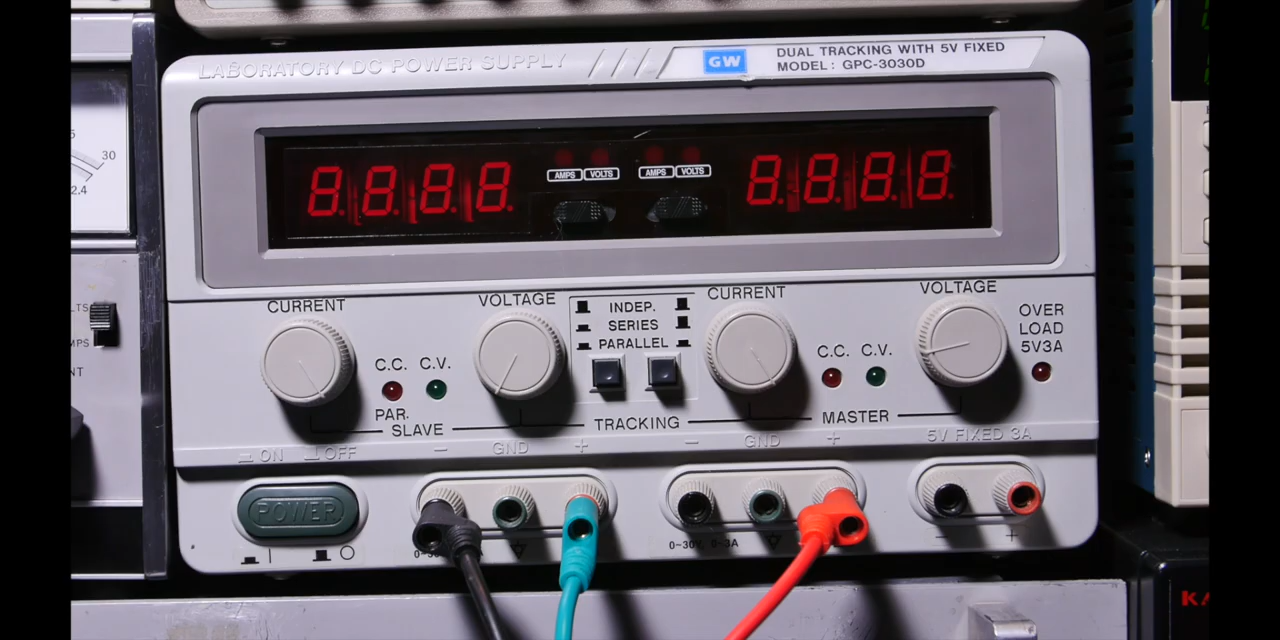 LABORATORY DC POWER SUPPLY
GW
DUAL TRACKING WITH 5V FIXED
MODEL : GPC-3030D
8.8.8.8.
AMPS VOLTS
AMPS VOLTS
8.8.8.8.
30
CURRENT
VOLTAGE
INDEP.
SERIES
PARALLEL
CURRENT
VOLTAGE
OVER
LOAD
5V3A
C.C. C.V.
C.C. C.V.
PAR.
SLAVE
TRACKING
MASTER
ON OFF
− GND +
− GND +
5V FIXED 3A
POWER
0~30V, 0~3A
− +